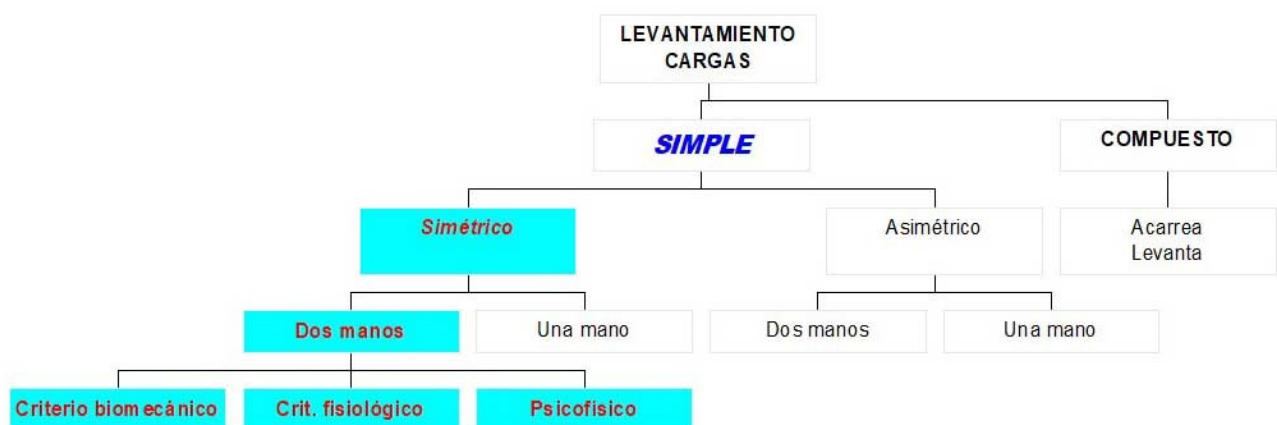 LEVANTAMIENTO
CARGAS
SIMPLE
COMPUESTO
Simétrico
Asimétrico
Acarrea
Levanta
Dos manos
Una mano
Dos manos
Una mano
Criterio biomecánico
Crit. fisiológico
Psicofísico